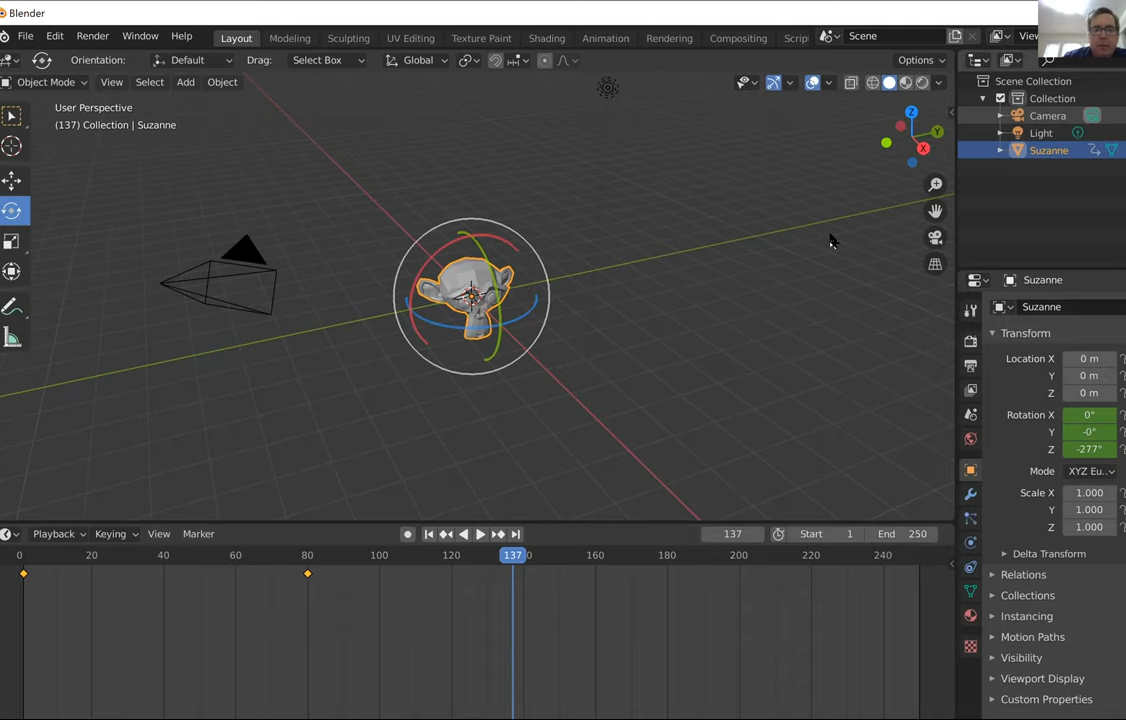 Blender
File Edit Render Window Help Layout Modeling Sculpting UV Editing Texture Paint Shading Animation Rendering Compositing Scrip Scene
Orientation: Default Drag: Select Box Global Options
Object Mode View Select Add Object
User Perspective
(137) Collection | Suzanne
Z
Y
X
Scene Collection
Collection
Camera
Light
Suzanne
Suzanne
Suzanne
Transform
Location X 0 m
Y 0 m
Z 0 m
Rotation X 0°
Y -0°
Z -277°
Mode XYZ Eu..
Scale X 1.000
Y 1.000
Z 1.000
Delta Transform
Relations
Collections
Instancing
Motion Paths
Visibility
Viewport Display
Custom Properties
Playback Keying View Marker 137 Start 1 End 250
0 20 40 60 80 100 120 137 160 180 200 220 240